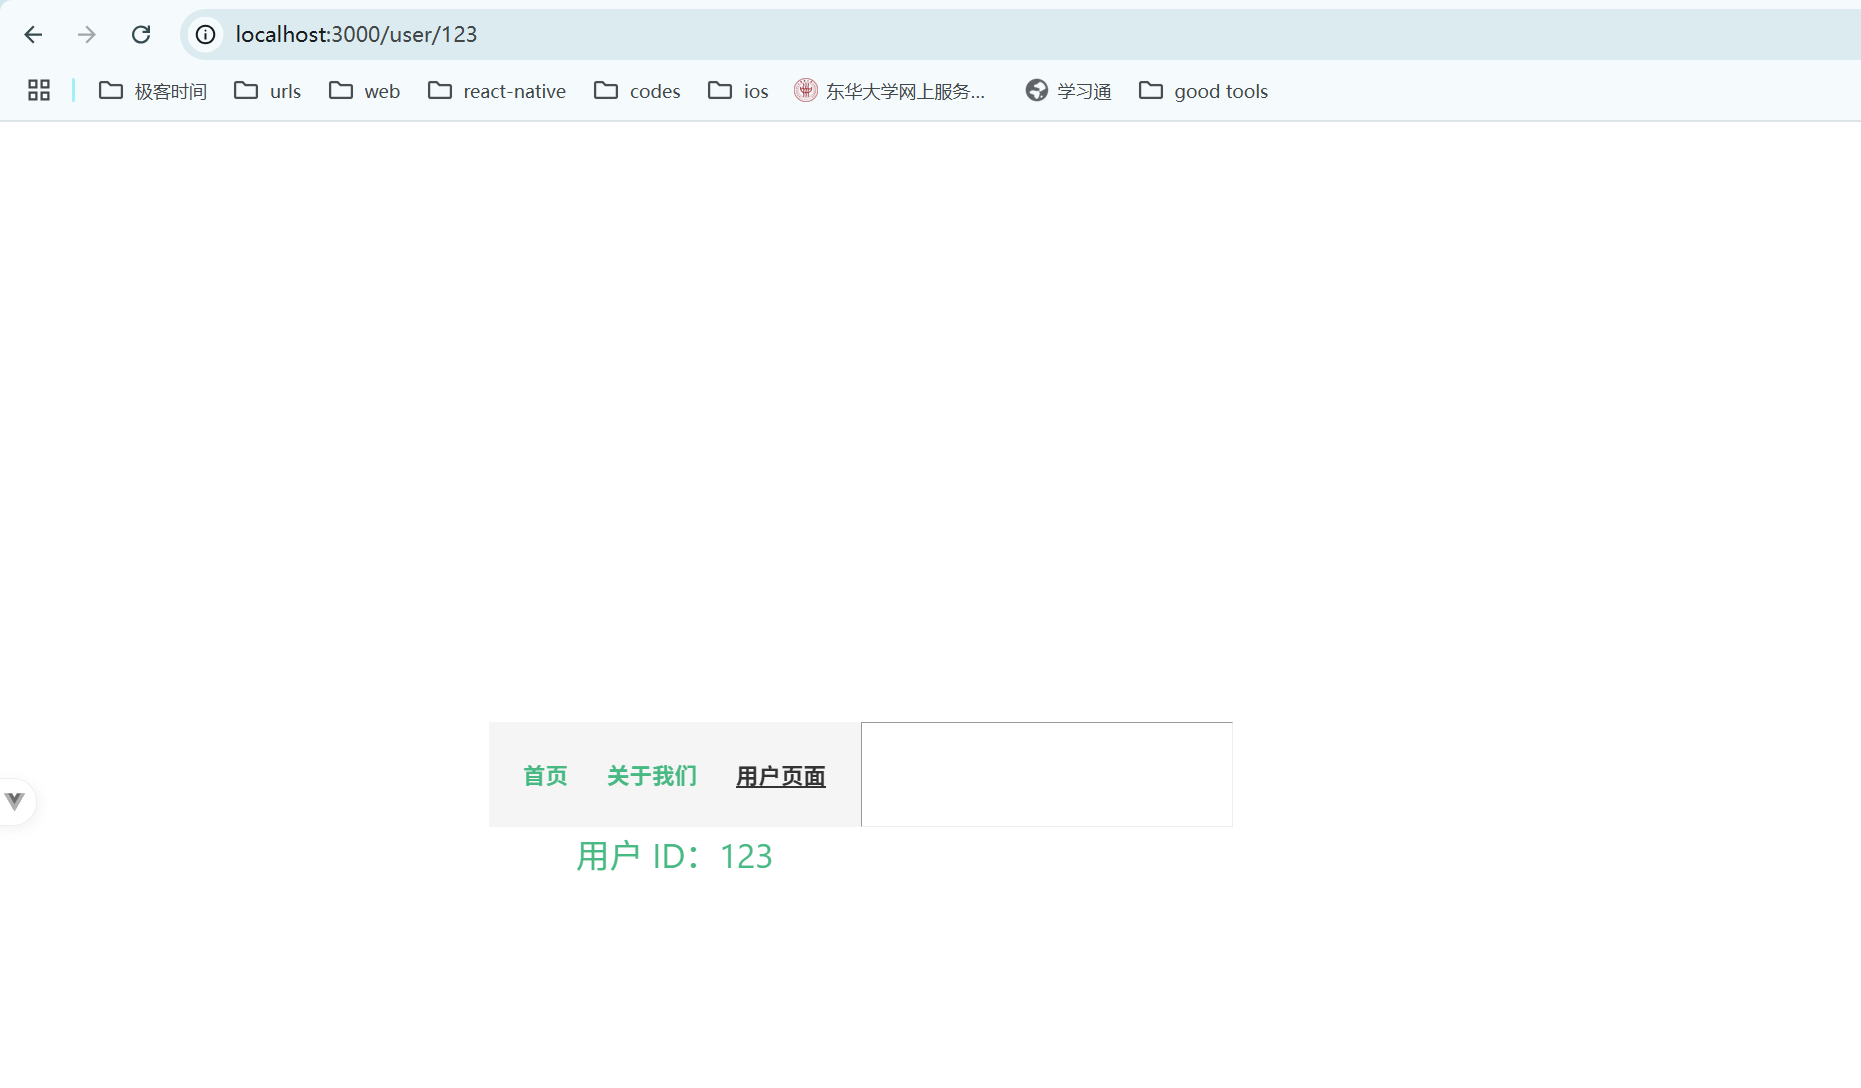 localhost:3000/user/123
极客时间 urls web react-native codes ios 东华大学网上服务... 学习通 good tools
首页 关于我们 用户页面
用户 ID：123